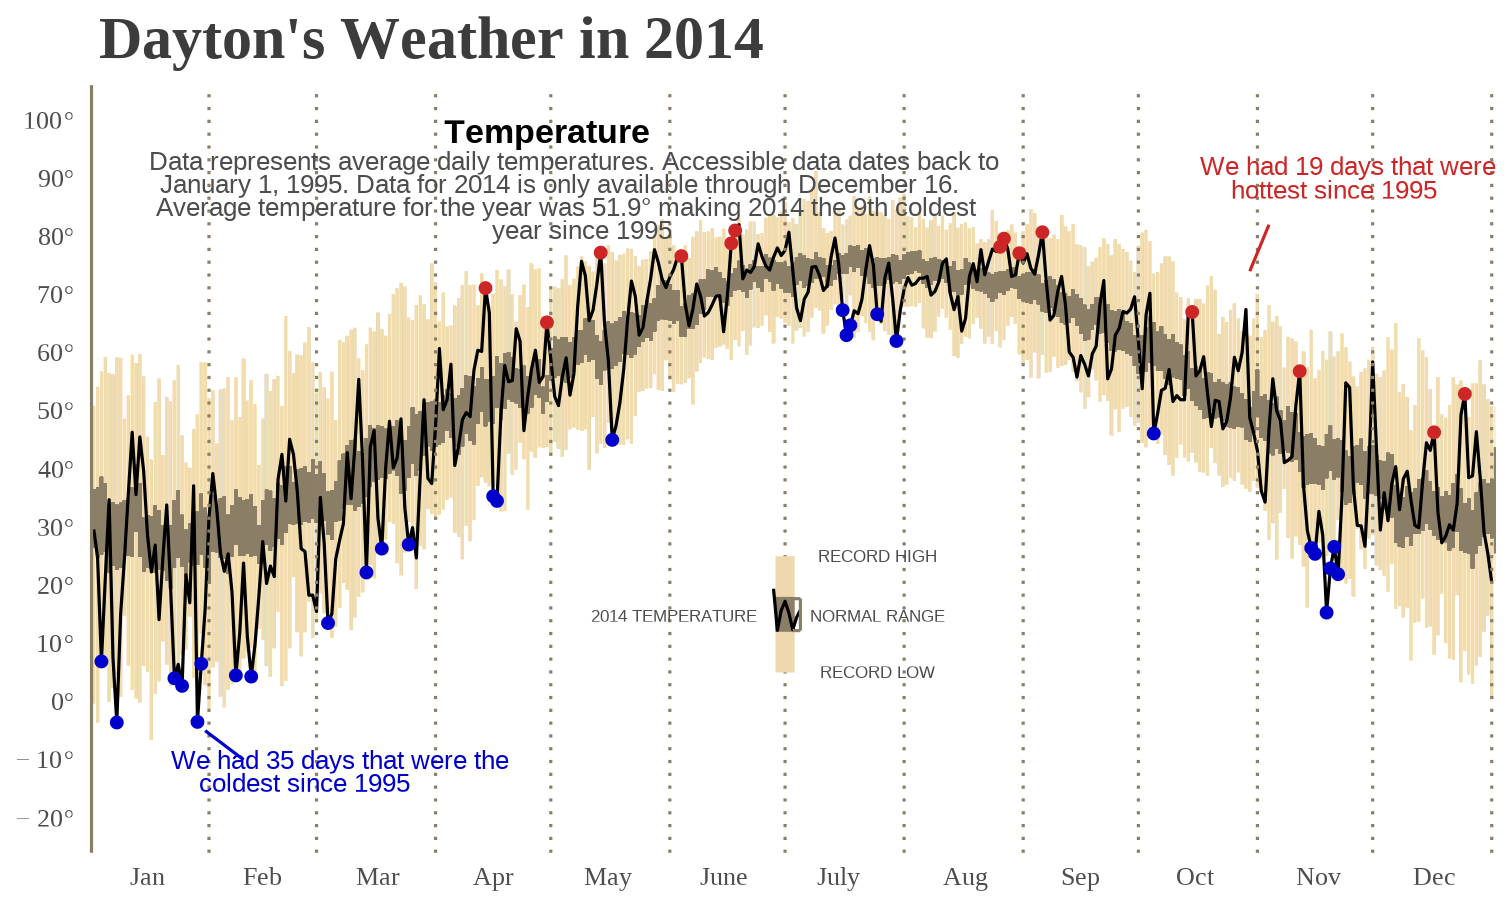 Dayton's Weather in 2014
Temperature
Data represents average daily temperatures. Accessible data dates back to
January 1, 1995. Data for 2014 is only available through December 16.
Average temperature for the year was 51.9° making 2014 the 9th coldest
year since 1995
We had 19 days that were
hottest since 1995
100°
90°
80°
70°
60°
50°
40°
30°
20°
10°
0°
− 10°
− 20°
RECORD HIGH
2014 TEMPERATURE
NORMAL RANGE
RECORD LOW
We had 35 days that were the
coldest since 1995
Jan Feb Mar Apr May June July Aug Sep Oct Nov Dec